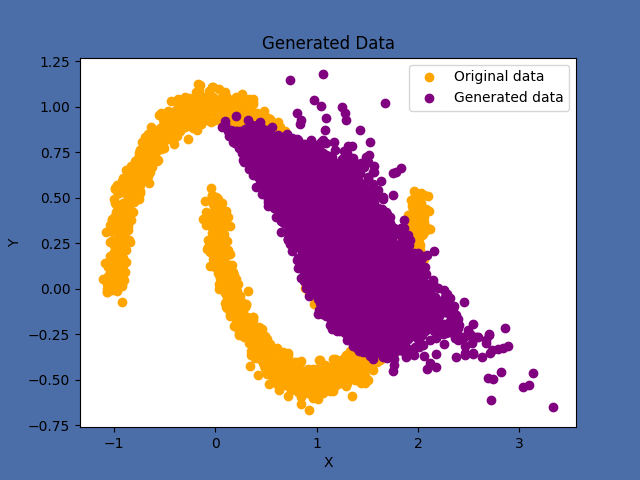 Generated Data
Original data
Generated data
1.25
1.00
0.75
0.50
0.25
0.00
−0.25
−0.50
−0.75
Y
−1
0
1
2
3
X